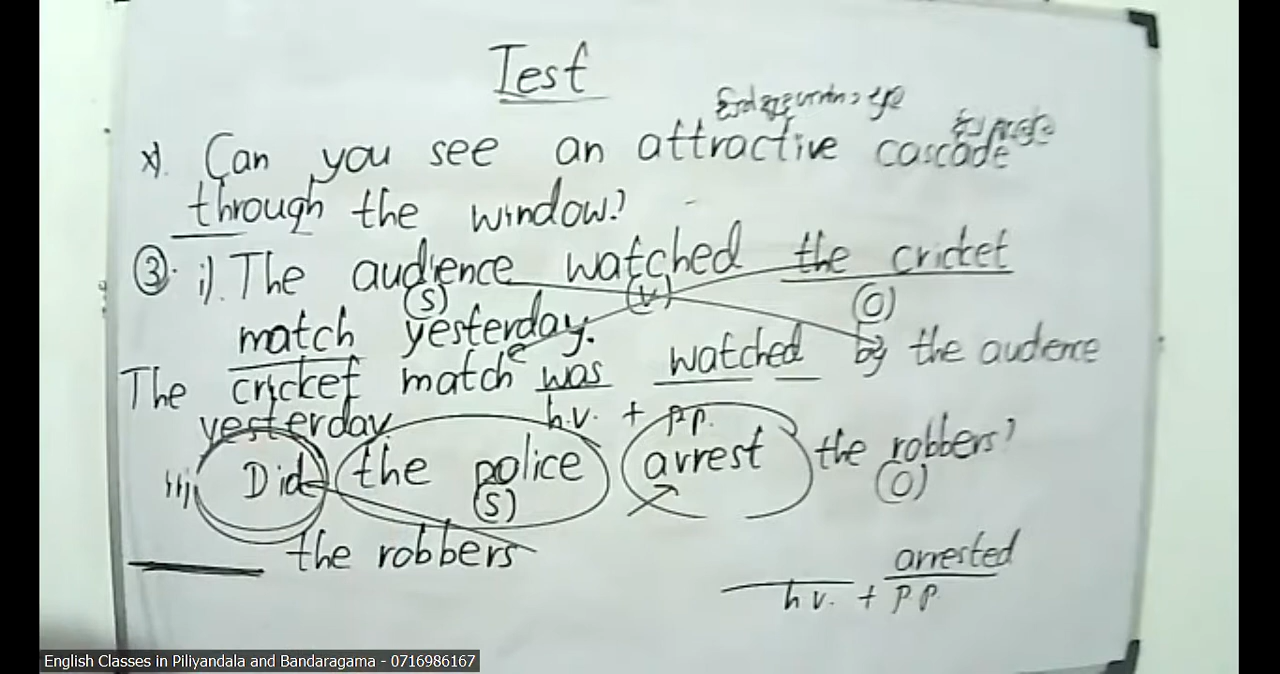 Test
x). Can you see an attractive cascade
through the window?
③. i). The audience watched the cricket
(S) (v) (O)
match yesterday.
The cricket match was watched by the audence
yesterday
h.v. + p.p.
iii) Did the police arrest the robbers?
(S) (O)
the robbers
arrested
h v. + P.P.
English Classes in Piliyandala and Bandaragama - 0716986167